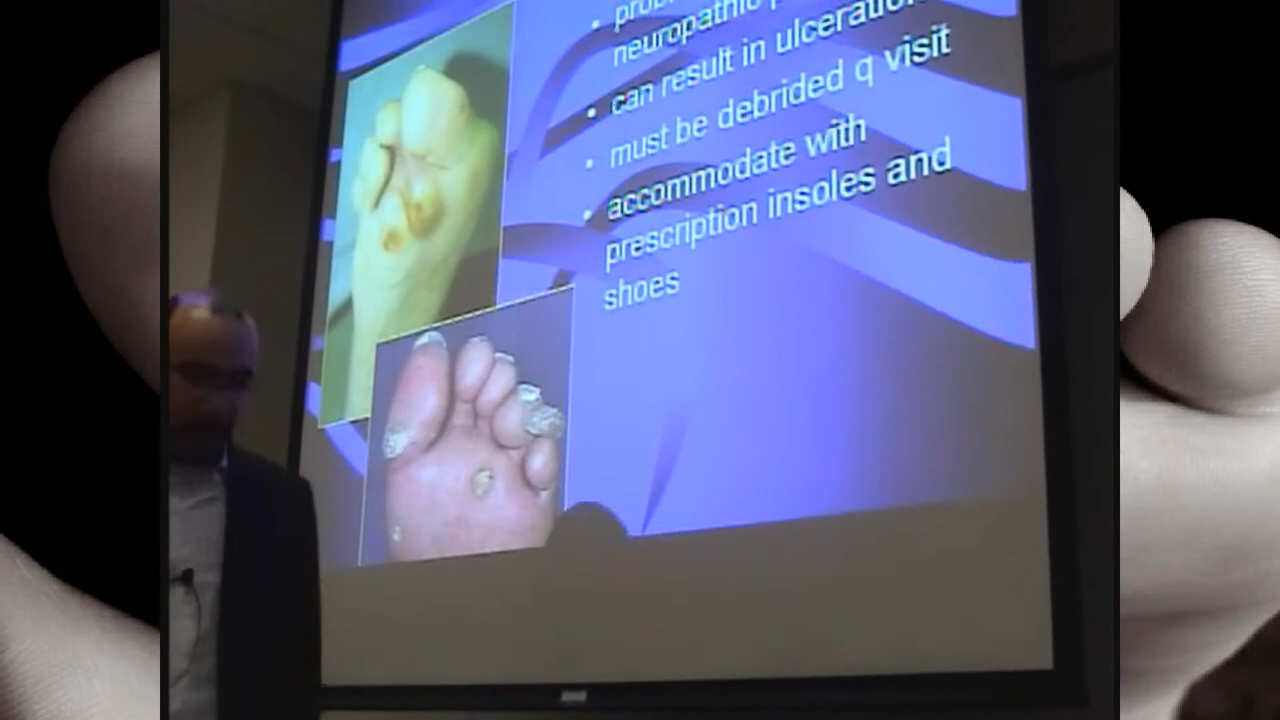 neuropathic
• can result in ulceration
• must be debrided q visit
• accommodate with
prescription insoles and
shoes